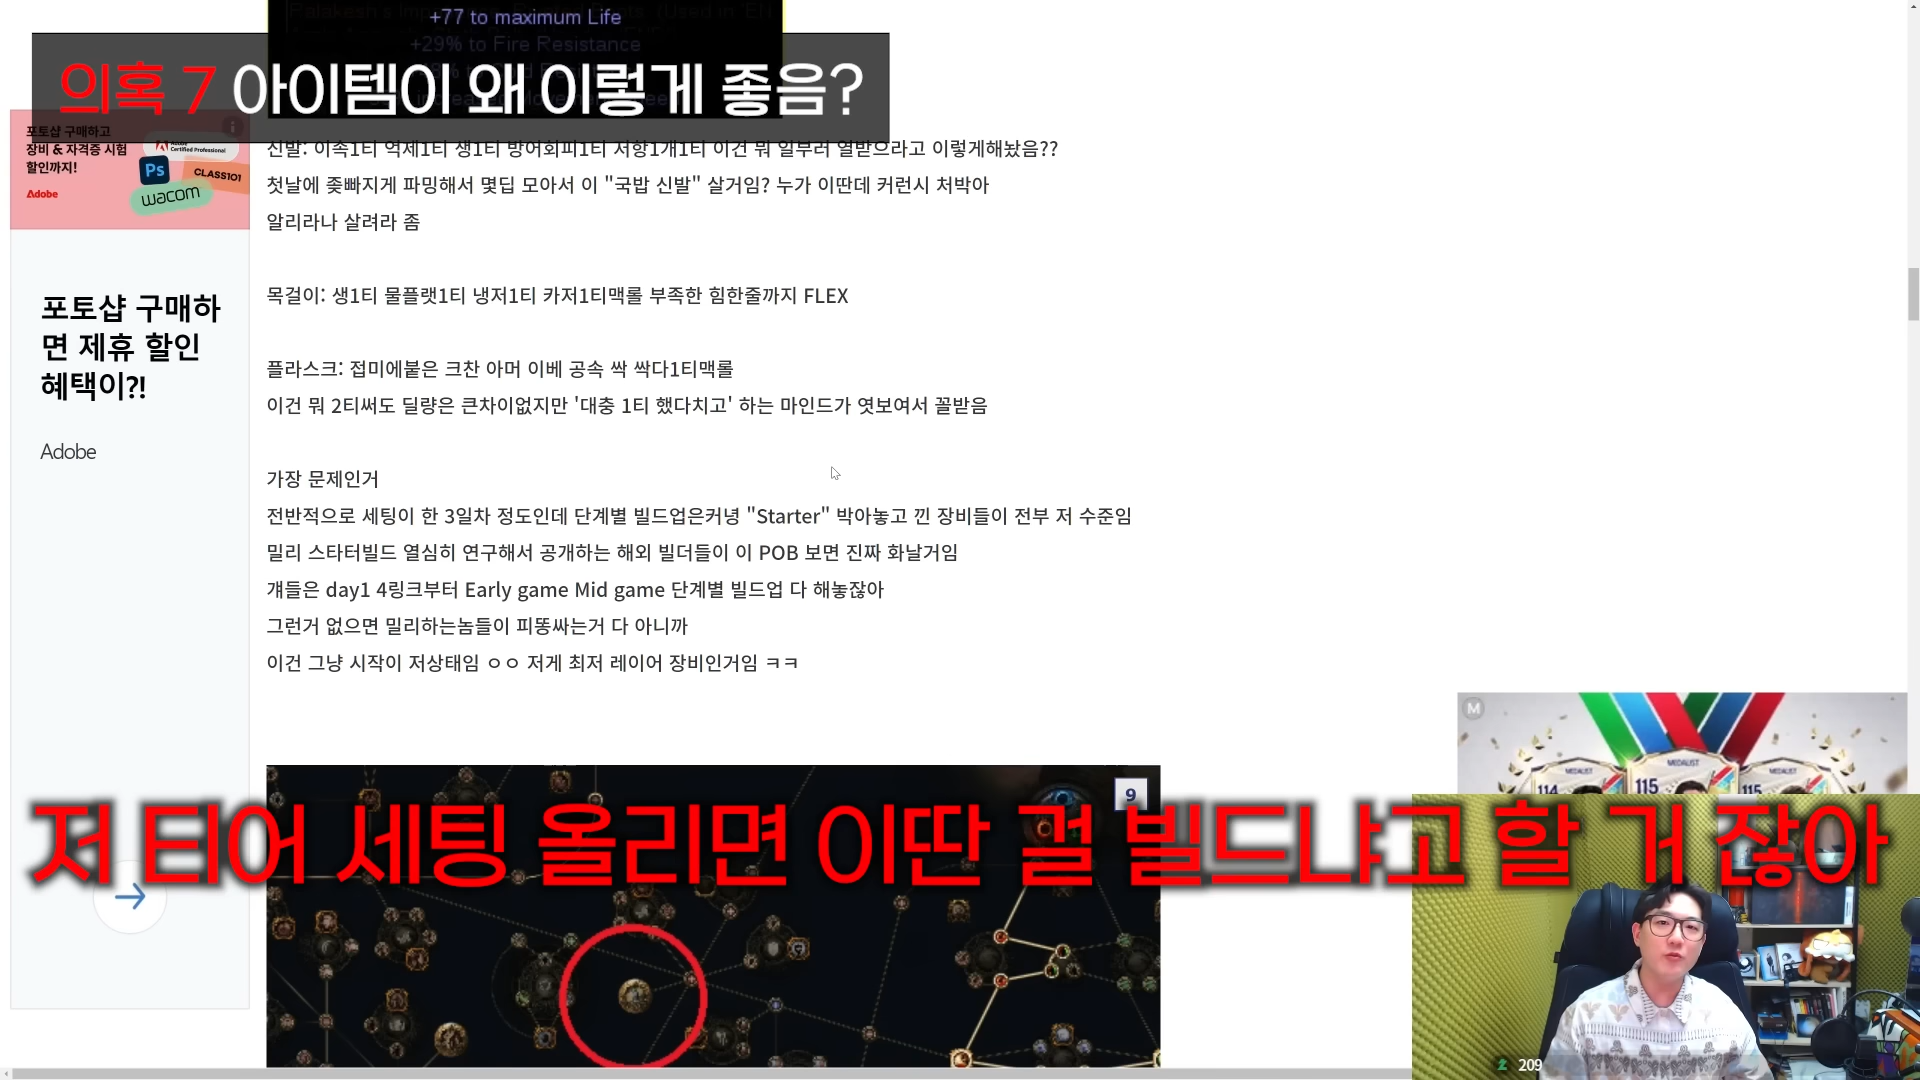 +77 to maximum Life
+29% to Fire Resistance
의혹 7 아이템이 왜 이렇게 좋음?
포토샵 구매하고
장비 & 자격증 시험
할인까지!
Adobe
Certified Professional
Ps
CLASS101
wacom
Adobe
신발: 이속1티 억제1티 생1티 방어회피1티 저항1개1티 이건 뭐 일부러 열받으라고 이렇게해놨음??
첫날에 좆빠지게 파밍해서 몇딥 모아서 이 "국밥 신발" 살거임? 누가 이딴데 커런시 처박아
알리라나 살려라 좀
포토샵 구매하
면 제휴 할인
혜택이?!
Adobe
목걸이: 생1티 물플랫1티 냉저1티 카저1티맥롤 부족한 힘한줄까지 FLEX
플라스크: 접미에붙은 크찬 아머 이베 공속 싹 싹다1티맥롤
이건 뭐 2티써도 딜량은 큰차이없지만 '대충 1티 했다치고' 하는 마인드가 엿보여서 꼴받음
가장 문제인거
전반적으로 세팅이 한 3일차 정도인데 단계별 빌드업은커녕 "Starter" 박아놓고 낀 장비들이 전부 저 수준임
밀리 스타터빌드 열심히 연구해서 공개하는 해외 빌더들이 이 POB 보면 진짜 화날거임
걔들은 day1 4링크부터 Early game Mid game 단계별 빌드업 다 해놓잖아
그런거 없으면 밀리하는놈들이 피똥싸는거 다 아니까
이건 그냥 시작이 저상태임 ㅇㅇ 저게 최저 레이어 장비인거임 ㅋㅋ
M
MEDALIST
MEDALIST
MEDALIST
114
115
115
9
저 티어 세팅 올리면 이딴 걸 빌드냐고 할 거 잖아
209